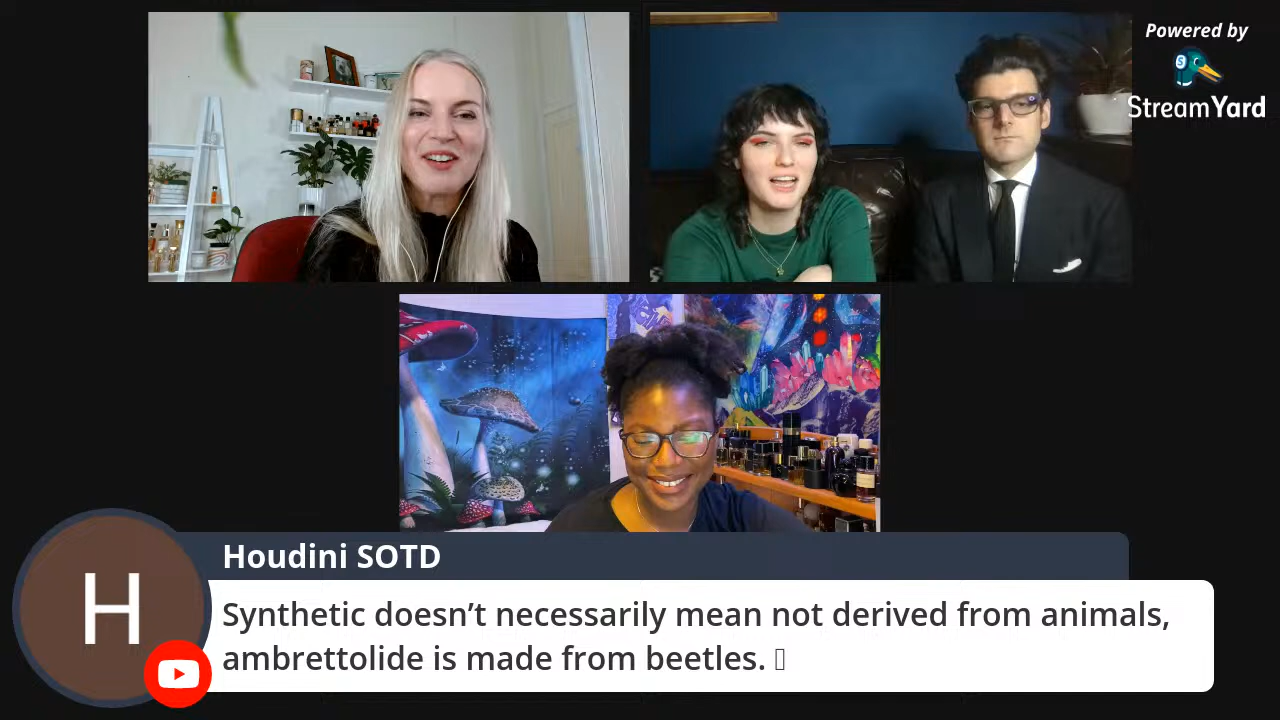 Powered by
StreamYard
Houdini SOTD
Synthetic doesn’t necessarily mean not derived from animals,
ambrettolide is made from beetles.
H